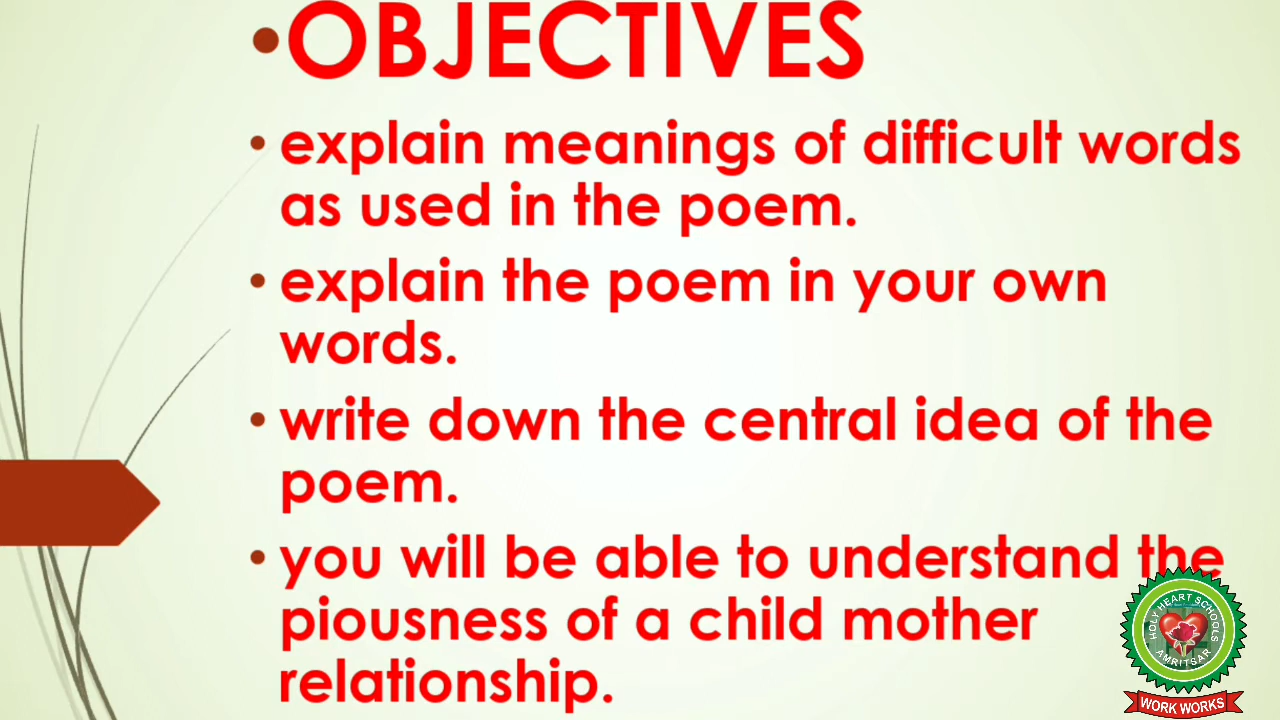 •OBJECTIVES
• explain meanings of difficult words
as used in the poem.
• explain the poem in your own
words.
• write down the central idea of the
poem.
• you will be able to understand the
piousness of a child mother
relationship.
HOLY HEART SCHOOLS
AMRITSAR
WORK WORKS